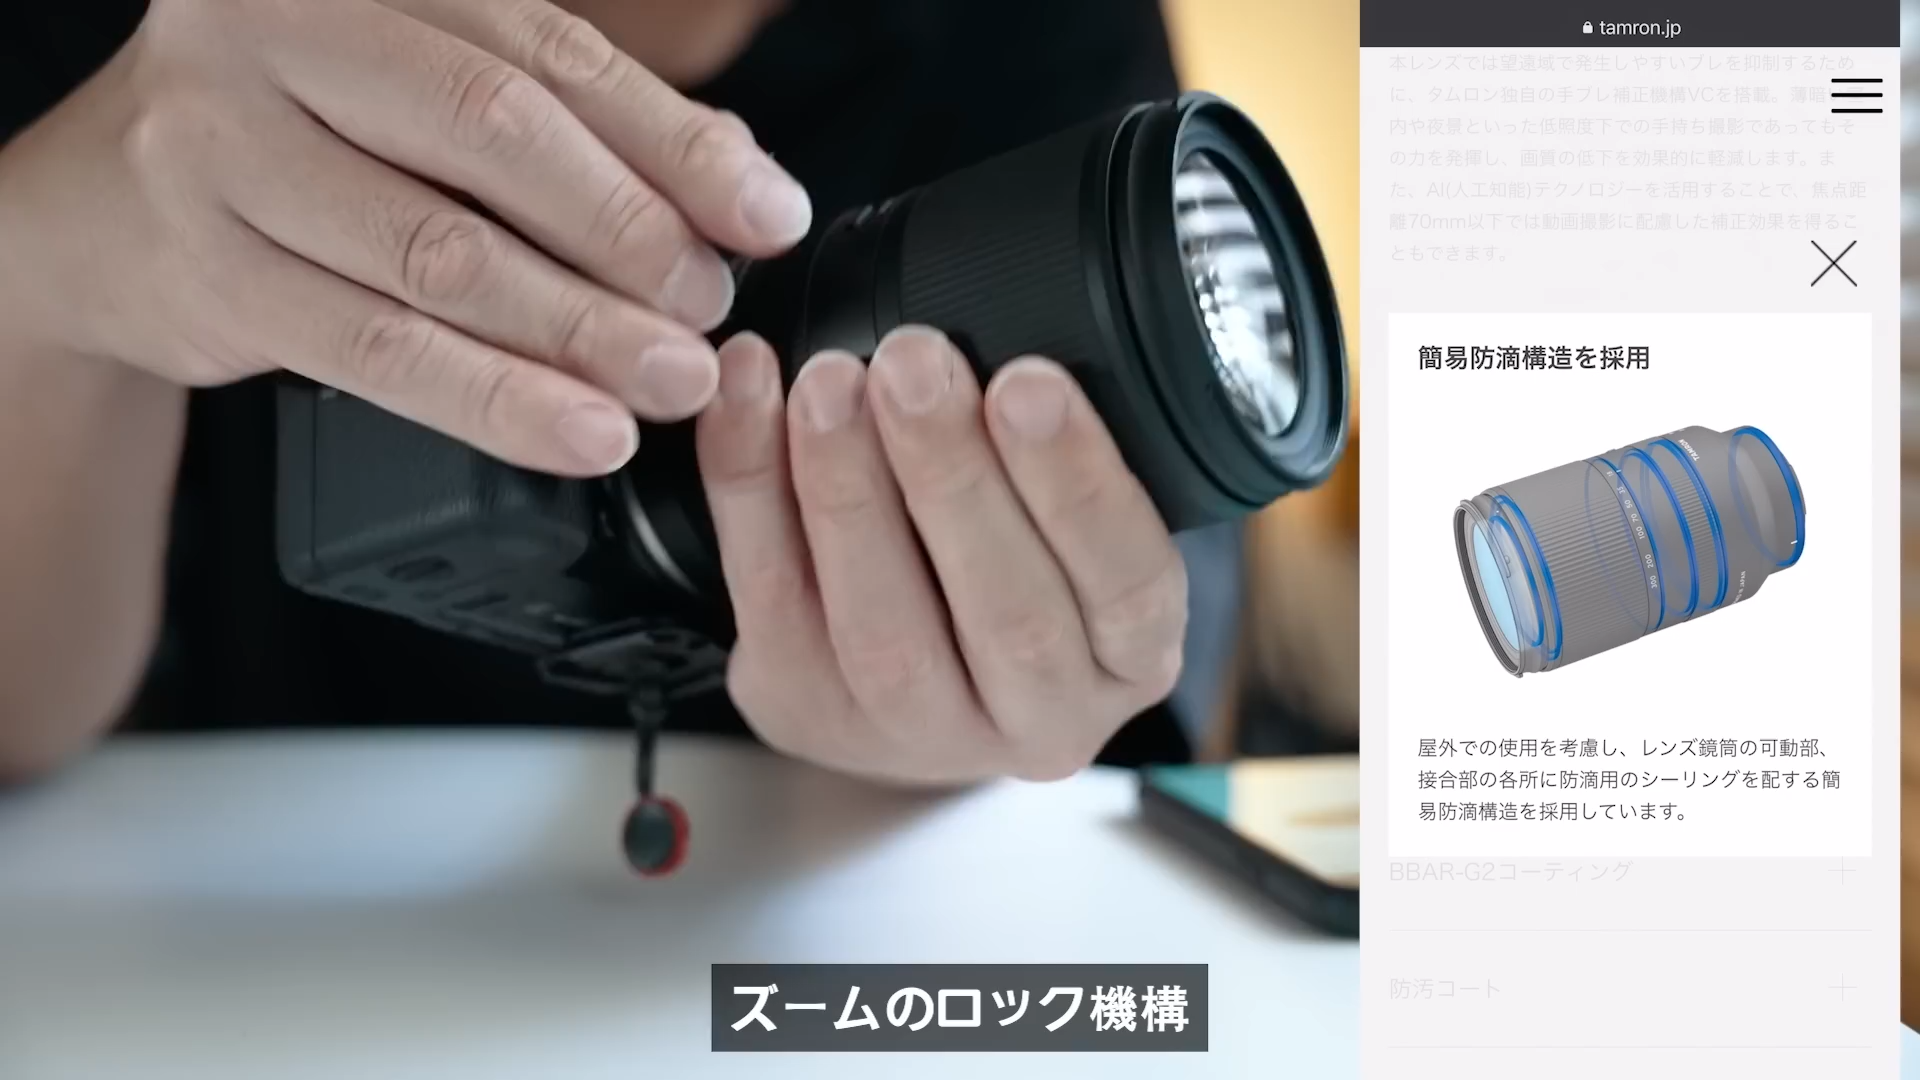 tamron.jp
本レンズでは望遠域で発生しやすいブレを抑制するため
に、タムロン独自の手ブレ補正機構VCを搭載。薄暗い
内や夜景といった低照度下での手持ち撮影であってもそ
の力を発揮し、画質の低下を効果的に軽減します。ま
た、AI(人工知能)テクノロジーを活用することで、焦点距
離70mm以下では動画撮影に配慮した補正効果を得るこ
ともできます。
簡易防滴構造を採用
TAMRON
50
70
100
200
300
屋外での使用を考慮し、レンズ鏡筒の可動部、
接合部の各所に防滴用のシーリングを配する簡
易防滴構造を採用しています。
BBAR-G2コーティング
防汚コート
ズームのロック機構